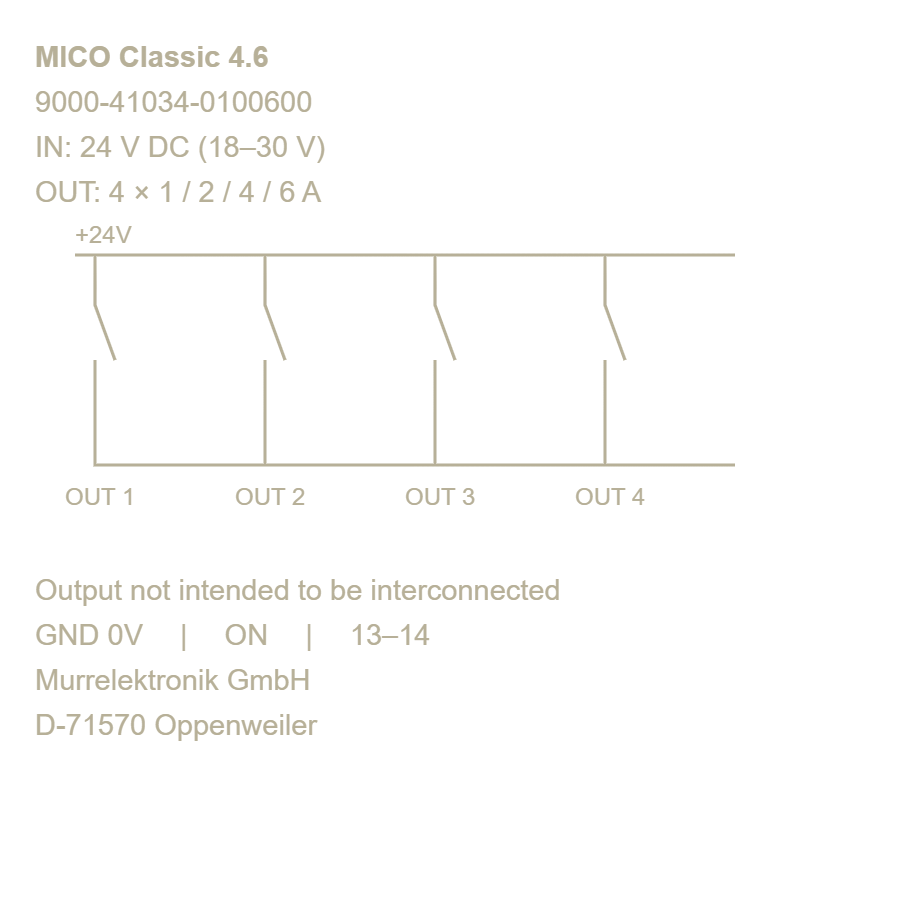 MICO Classic 4.6
9000-41034-0100600
IN: 24 V DC (18–30 V)
OUT: 4 × 1 / 2 / 4 / 6 A
+24V
OUT 1 OUT 2 OUT 3 OUT 4
Output not intended to be interconnected
GND 0V | ON | 13–14
Murrelektronik GmbH
D-71570 Oppenweiler